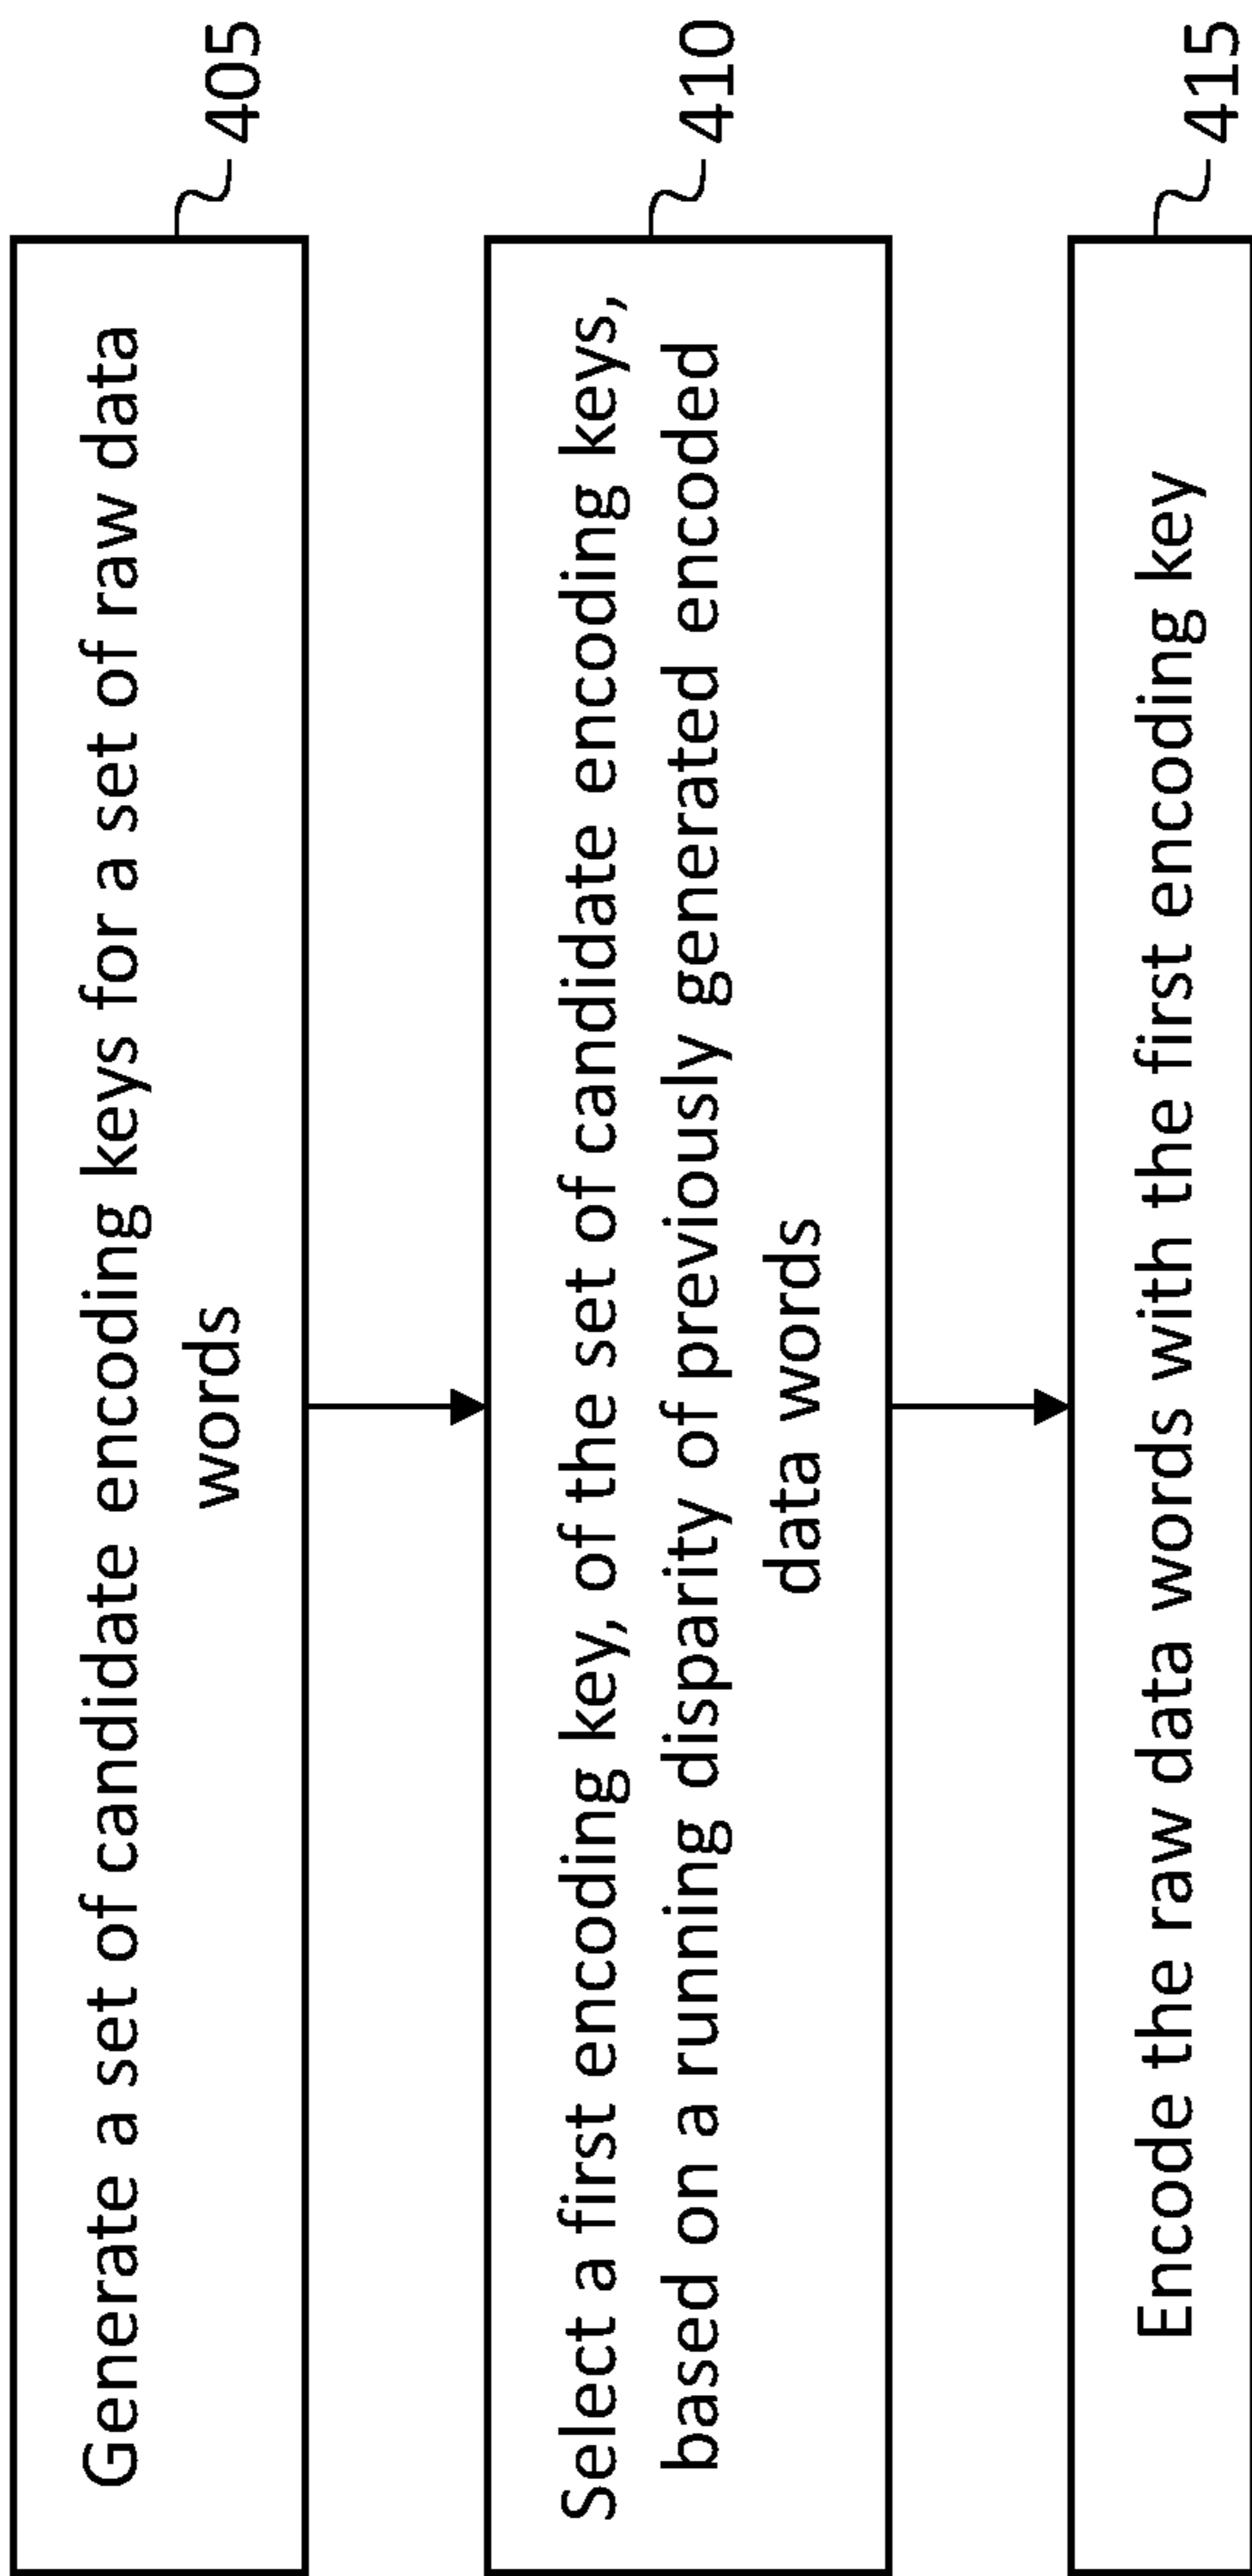 Generate a set of candidate encoding keys for a set of raw data
words
405
Select a first encoding key, of the set of candidate encoding keys,
based on a running disparity of previously generated encoded
data words
410
Encode the raw data words with the first encoding key
415